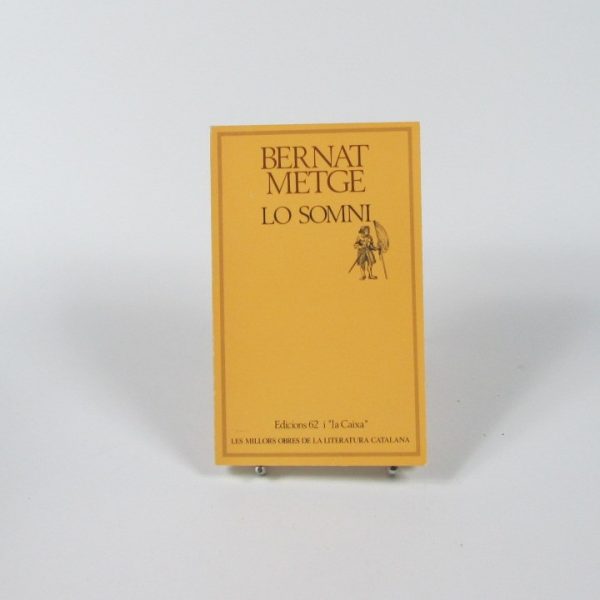 BERNAT
METGE
LO SOMNI
Edicions 62 i "la Caixa"
LES MILLORS OBRES DE LA LITERATURA CATALANA